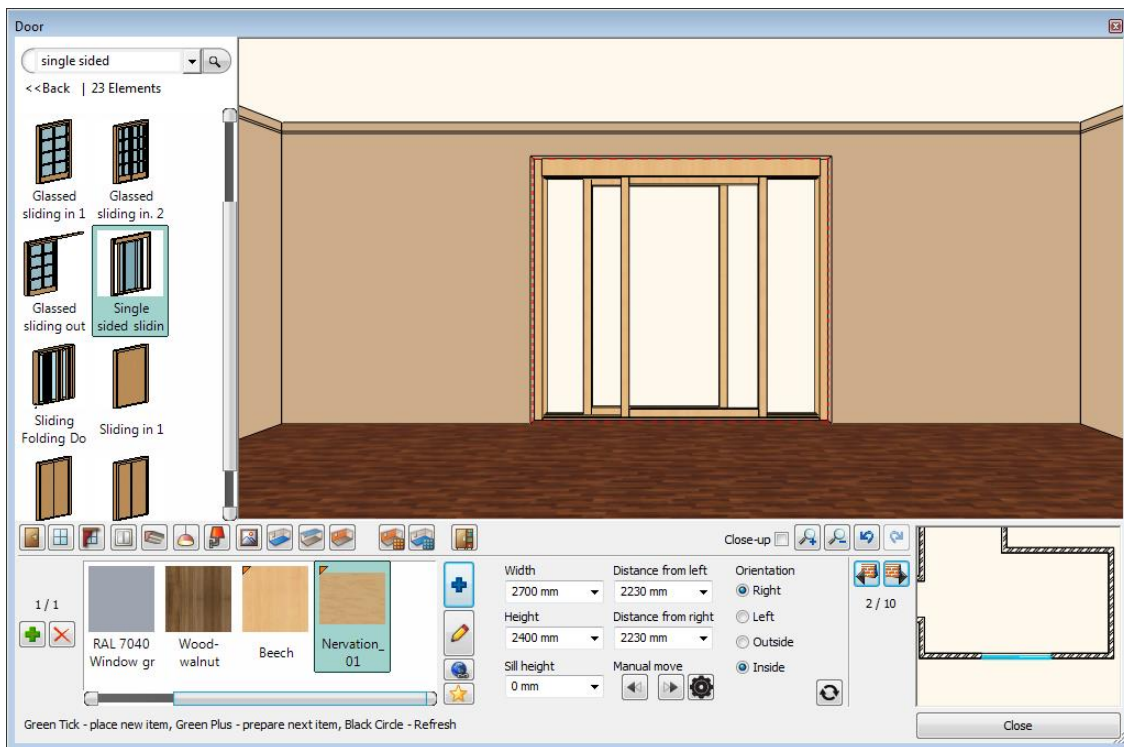 Door
single sided
<<Back | 23 Elements
Glassed
sliding in 1
Glassed
sliding in. 2
Glassed
sliding out
Single
sided slidin
Sliding
Folding Do
Sliding in 1
Close-up
1 / 1
RAL 7040
Window gr
Wood-
walnut
Beech
Nervation_
01
Width
2700 mm
Height
2400 mm
Sill height
0 mm
Distance from left
2230 mm
Distance from right
2230 mm
Manual move
Orientation
Right
Left
Outside
Inside
2 / 10
Green Tick - place new item, Green Plus - prepare next item, Black Circle - Refresh
Close